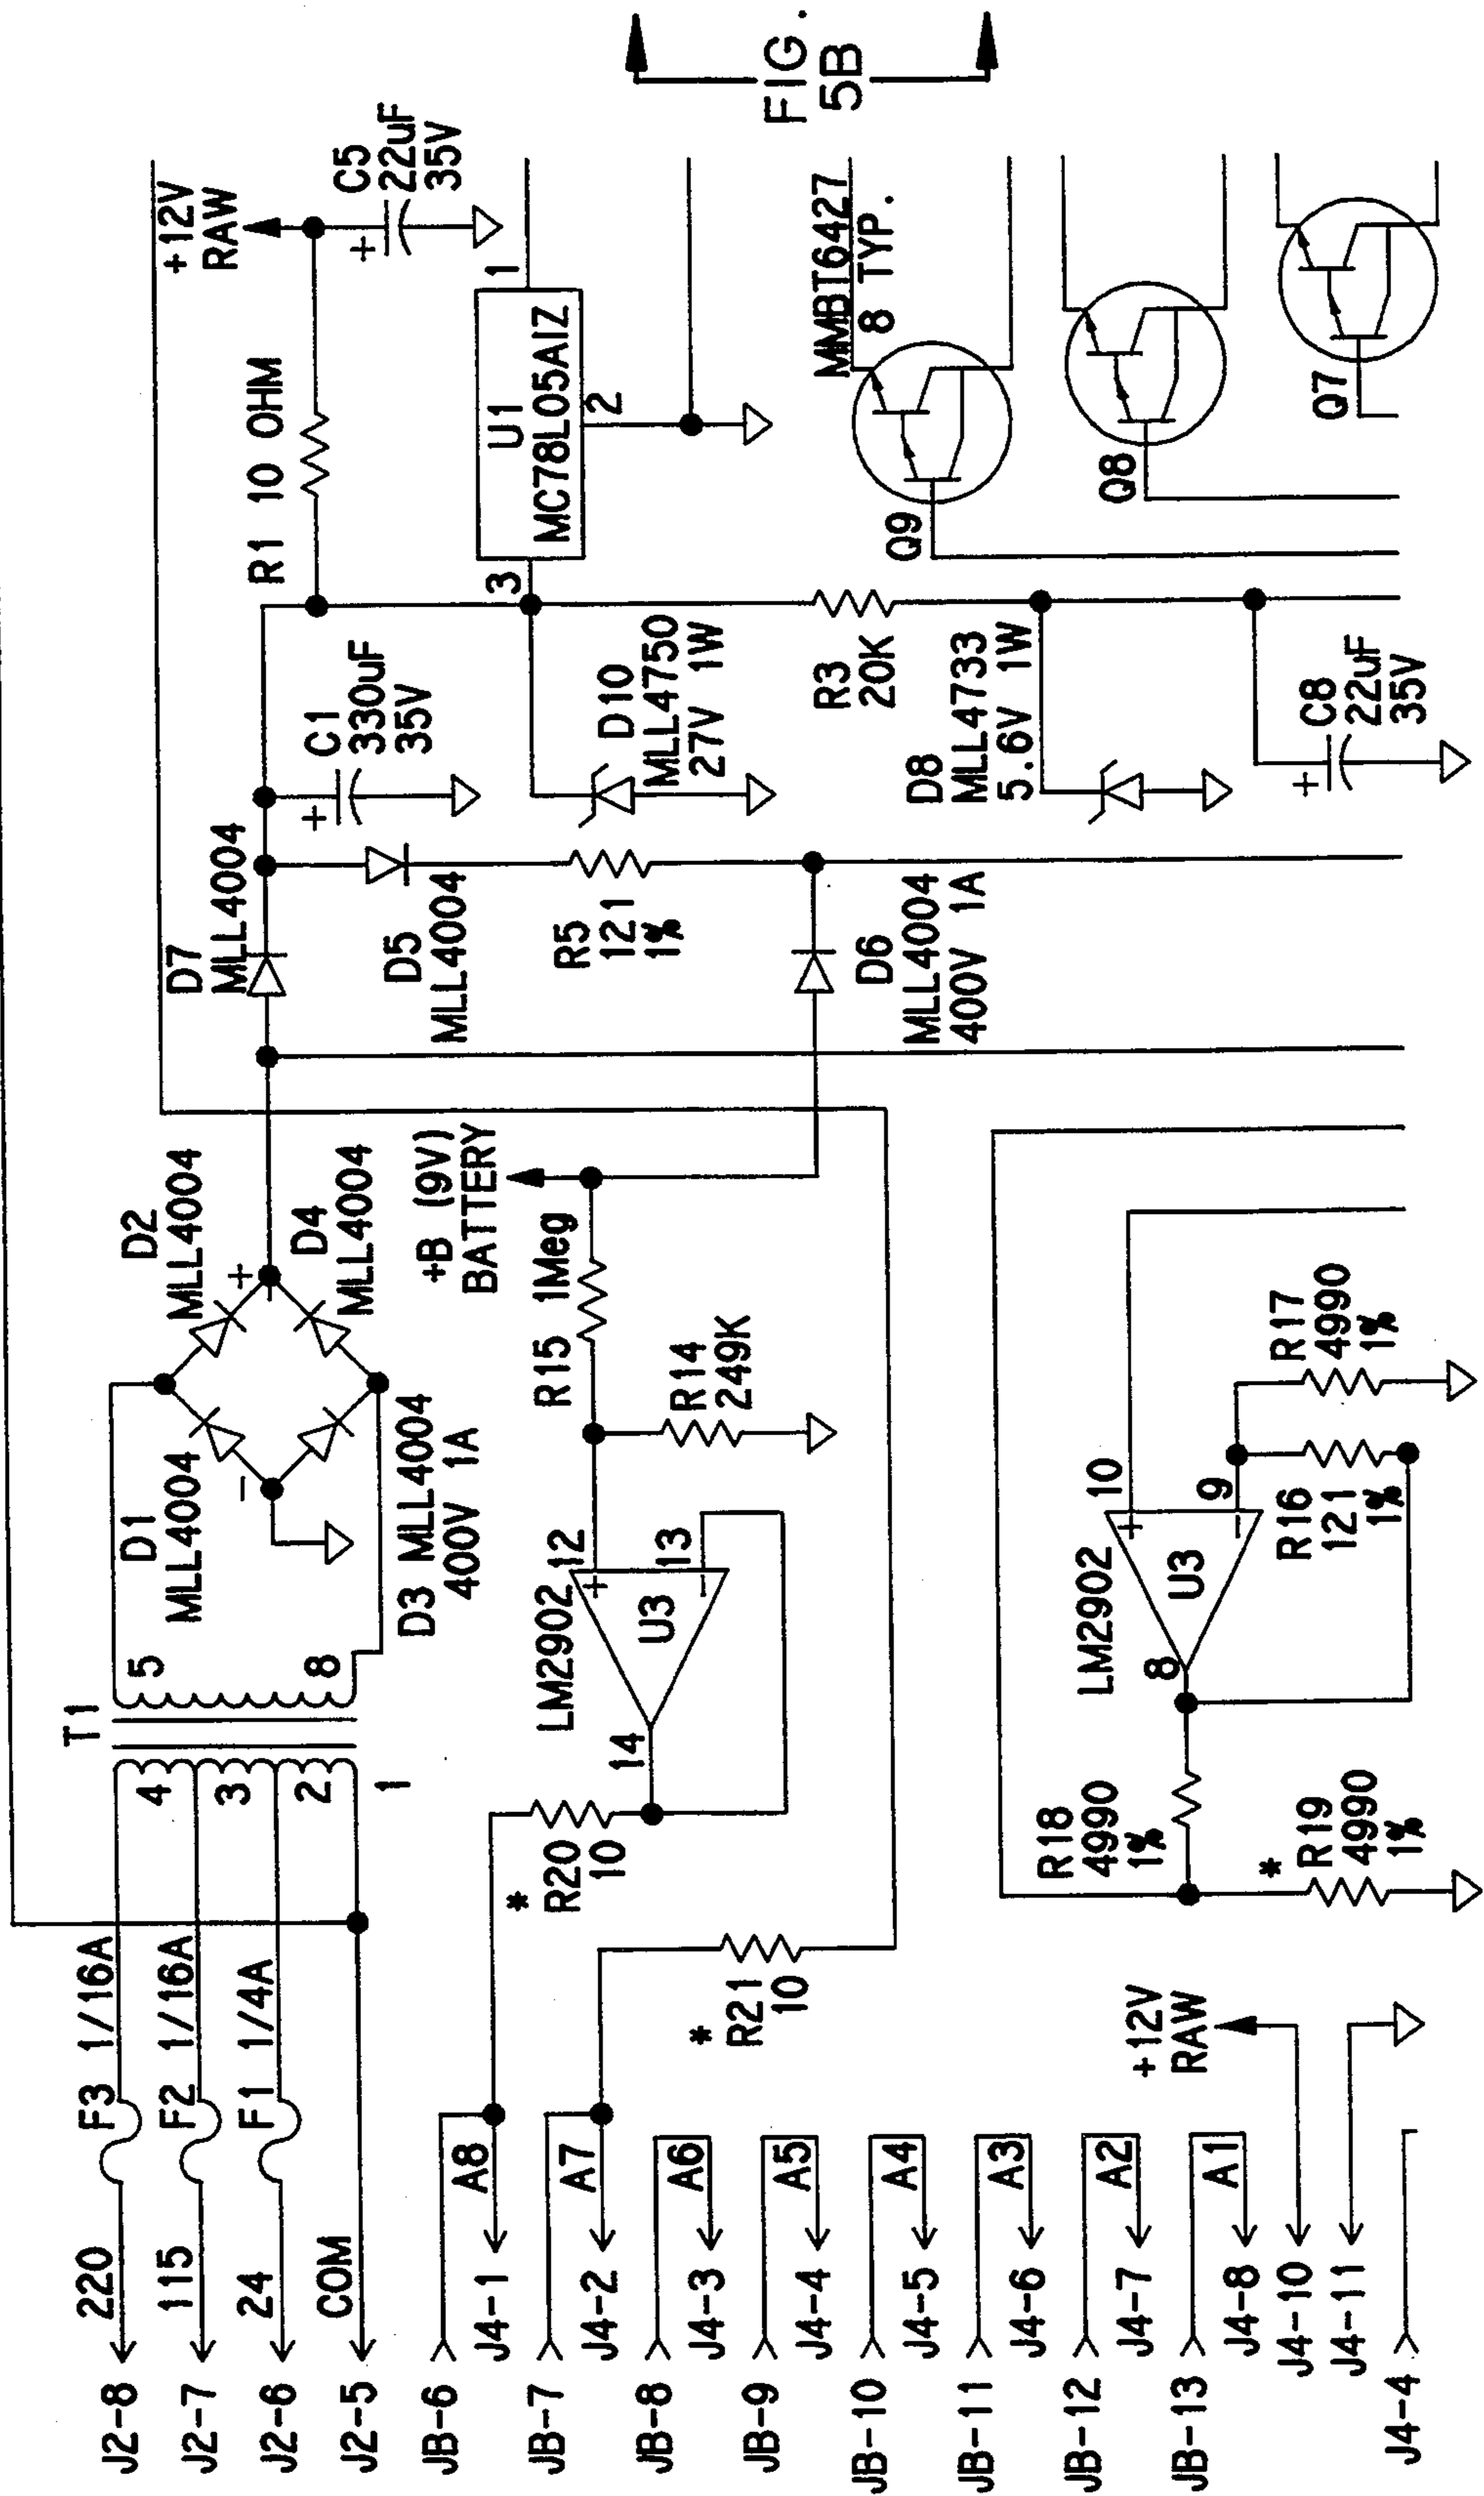 J2-8
220
F3 1/16A
J2-7
115
F2 1/16A
J2-6
24
F1 1/4A
J2-5
COM
T1
4
3
2
1
5
8
D1
MLL4004
D2
MLL4004
D3 MLL4004
400V 1A
D4
MLL4004
+
-
D7
MLL4004
D5
MLL4004
C1
330uF
35V
+
R1 10 OHM
+12V
RAW
C5
22uF
35V
+
U1
MC78L05AIZ
1
2
3
D10
MLL4750
27V 1W
R5
121
1%
D6
MLL4004
400V 1A
+B (9V)
BATTERY
R15 1Meg
R14
249K
LM2902
U3
12
13
14
+
-
*
R20
10
*
R21
10
R3
20K
D8
MLL4733
5.6V 1W
C8
22uF
35V
+
MMBT6427
8 TYP.
Q9
Q8
Q7
FIG.
5B
JB-6
J4-1
A8
JB-7
J4-2
A7
JB-8
J4-3
A6
JB-9
J4-4
A5
JB-10
J4-5
A4
JB-11
J4-6
A3
JB-12
J4-7
A2
JB-13
J4-8
A1
J4-10
J4-11
J4-4
+12V
RAW
R18
4990
1%
*
R19
4990
1%
LM2902
U3
8
10
9
+
-
R16
121
1%
R17
4990
1%